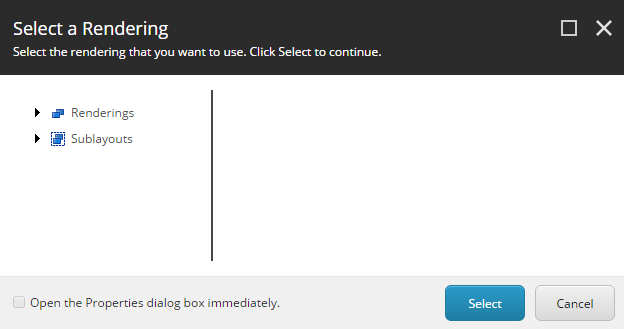 Select a Rendering
Select the rendering that you want to use. Click Select to continue.
Renderings
Sublayouts
Open the Properties dialog box immediately.
Select
Cancel